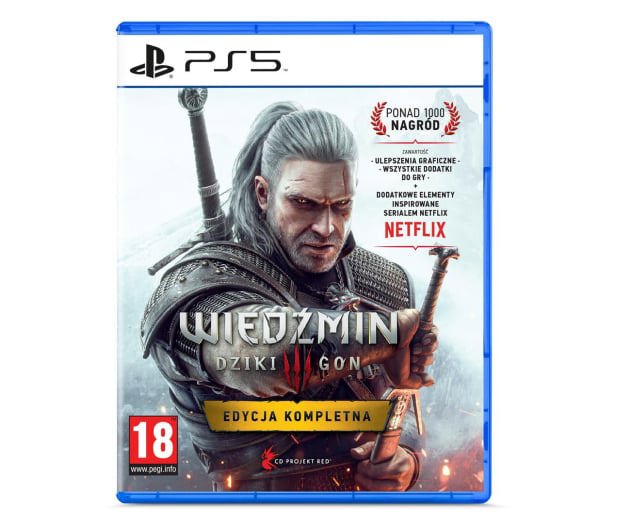 PS5
PONAD 1000
NAGRÓD
ZAWARTOŚĆ
- ULEPSZENIA GRAFICZNE -
- WSZYSTKIE DODATKI
DO GRY -
+
DODATKOWE ELEMENTY
INSPIROWANE
SERIALEM NETFLIX
NETFLIX
WIEDŹMIN
DZIKI III GON
EDYCJA KOMPLETNA
18
www.pegi.info
CD PROJEKT RED